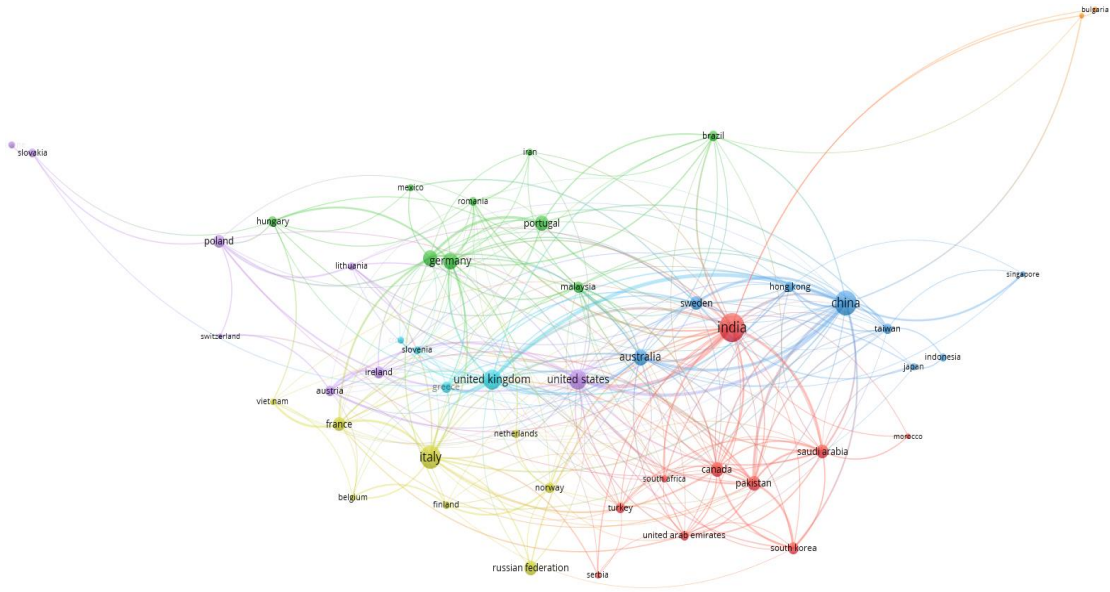 bulgaria
brazil
iran
slovakia
mexico
romania
hungary
portugal
poland
germany
lithuania
singapore
malaysia
hong kong
sweden
china
india
taiwan
switzerland
slovenia
australia
indonesia
japan
ireland
united kingdom
united states
greece
austria
vietnam
france
netherlands
morocco
italy
saudi arabia
canada
south africa
pakistan
norway
belgium
finland
turkey
united arab emirates
south korea
russian federation
serbia